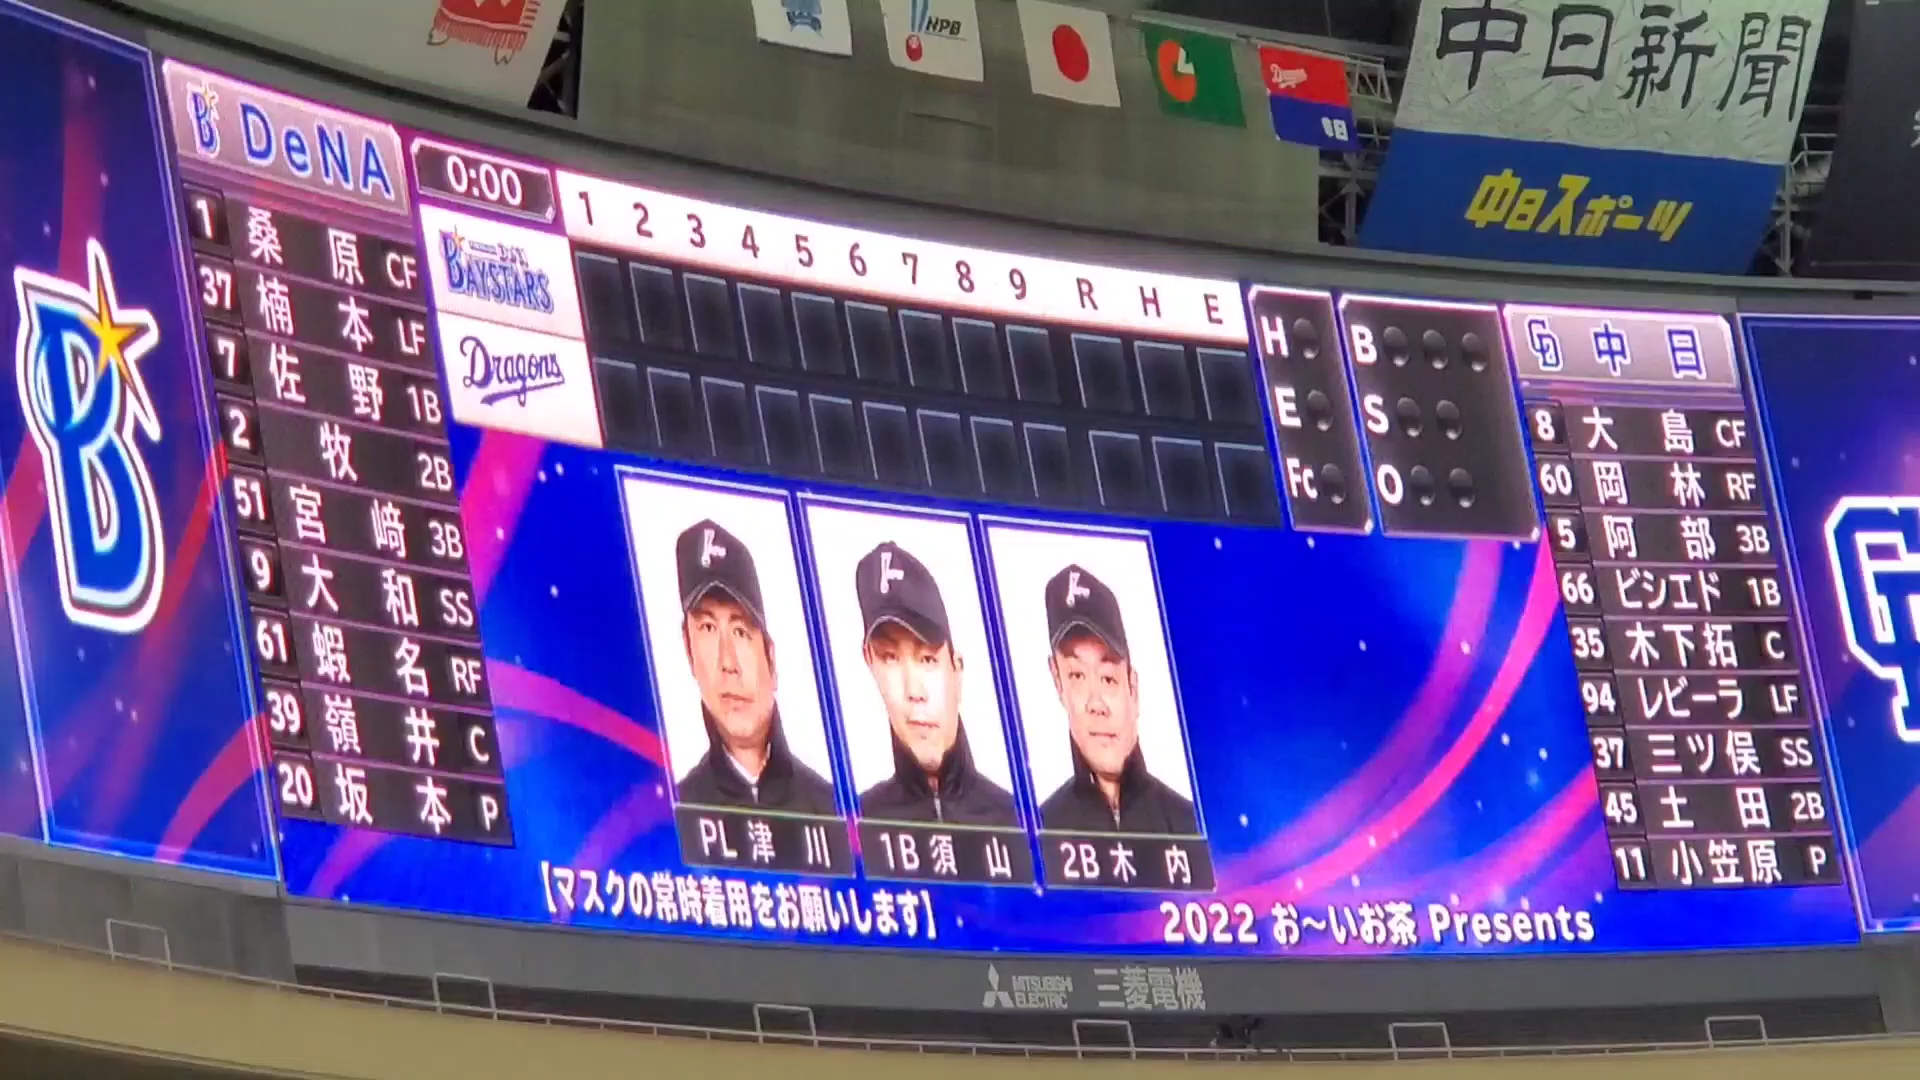 NPB
Dragons
中日
中日新聞
中日スポーツ
DeNA
1 桑原 CF
37 楠本 LF
7 佐野 1B
2 牧 2B
51 宮﨑 3B
9 大和 SS
61 蝦名 RF
39 嶺井 C
20 坂本 P
0:00
1 2 3 4 5 6 7 8 9 R H E
BAYSTARS
Dragons
H
E
Fc
B
S
O
中日
8 大島 CF
60 岡林 RF
5 阿部 3B
66 ビシエド 1B
35 木下拓 C
94 レビーラ LF
37 三ツ俣 SS
45 土田 2B
11 小笠原 P
PL 津川
1B 須山
2B 木内
【マスクの常時着用をお願いします】
2022 お～いお茶 Presents
MITSUBISHI ELECTRIC 三菱電機